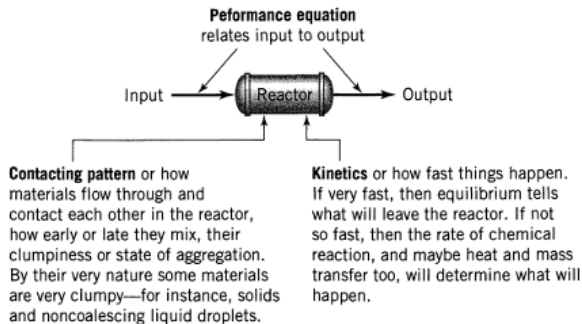 Peformance equation
relates input to output
Input
Reactor
Output
Contacting pattern or how
materials flow through and
contact each other in the reactor,
how early or late they mix, their
clumpiness or state of aggregation.
By their very nature some materials
are very clumpy—for instance, solids
and noncoalescing liquid droplets.
Kinetics or how fast things happen.
If very fast, then equilibrium tells
what will leave the reactor. If not
so fast, then the rate of chemical
reaction, and maybe heat and mass
transfer too, will determine what will
happen.